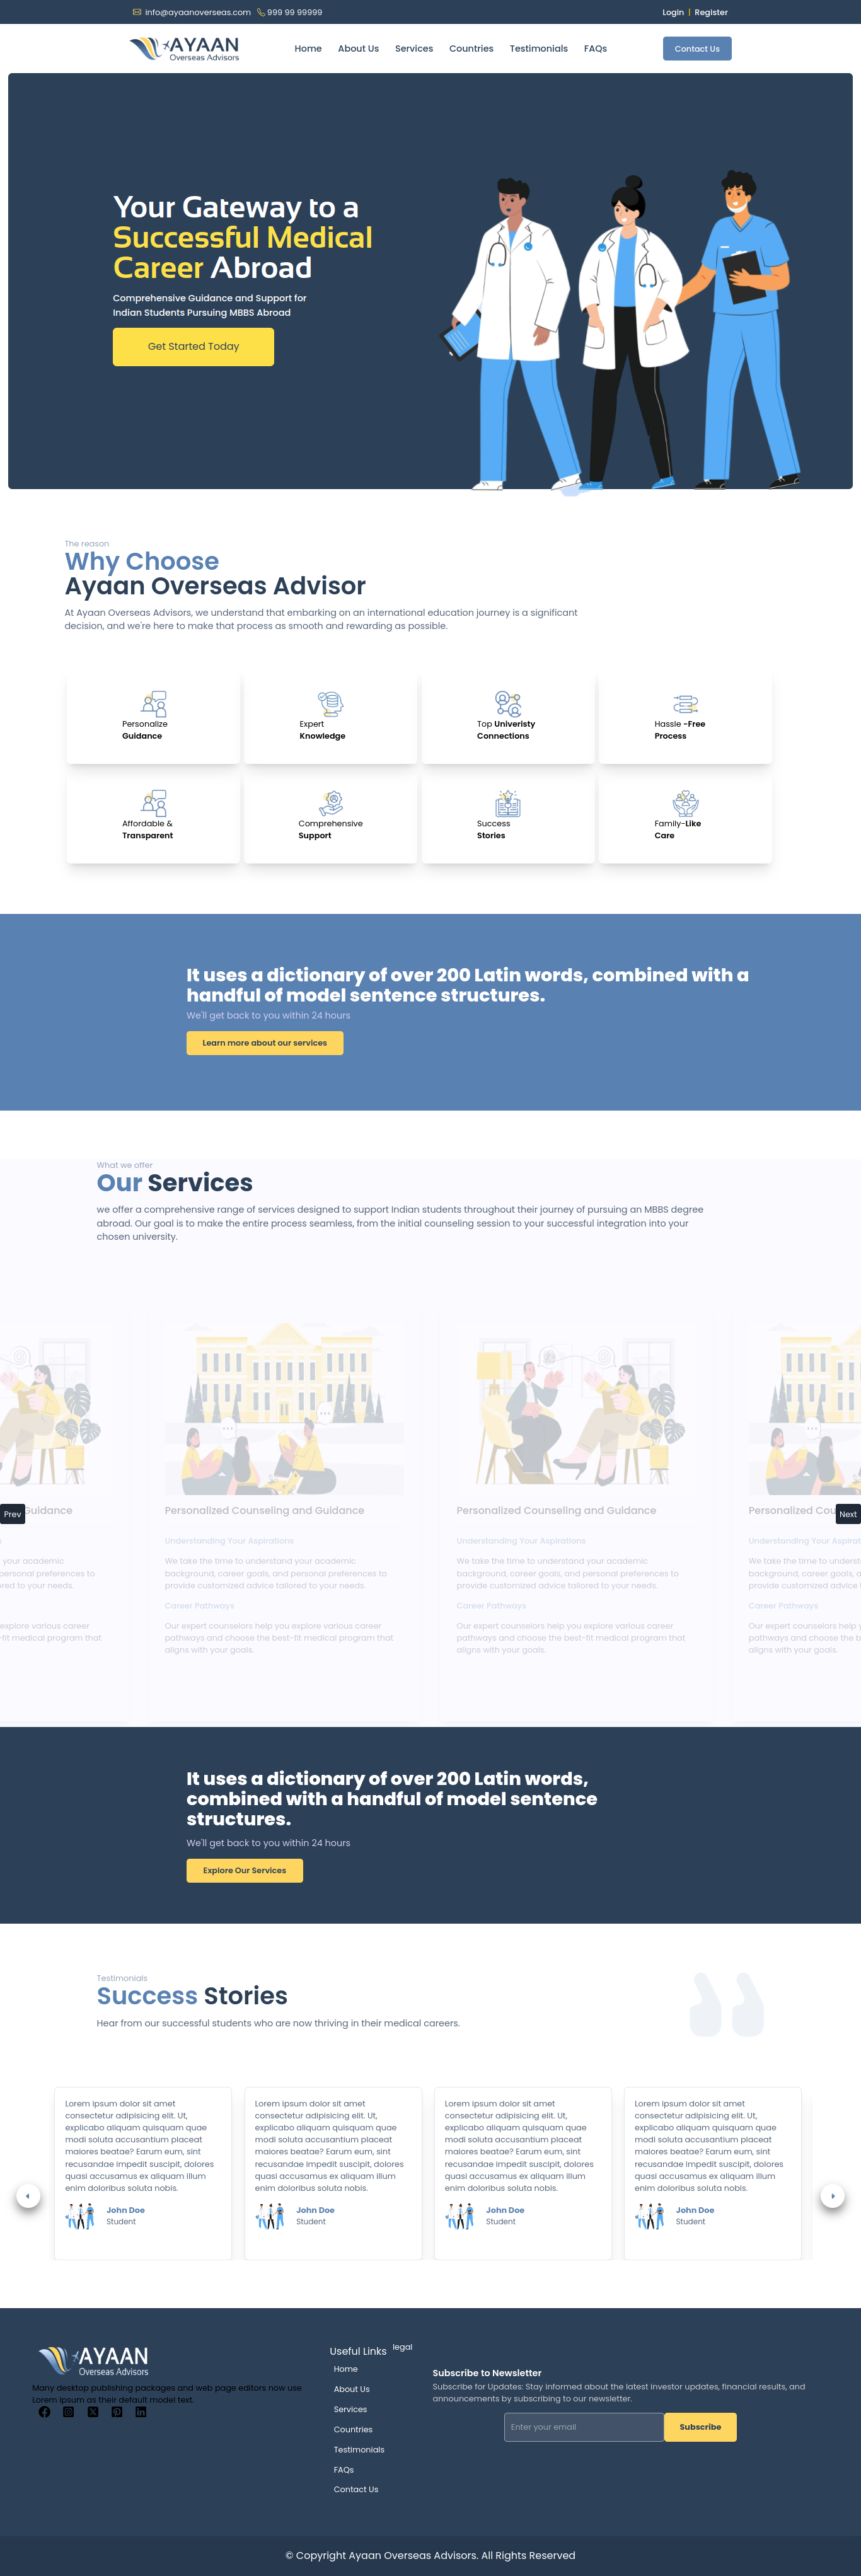 info@ayaanoverseas.com 999 99 99999 Login | Register
AYAAN
Overseas Advisors
Home About Us Services Countries Testimonials FAQs Contact Us
Your Gateway to a
Successful Medical
Career Abroad
Comprehensive Guidance and Support for
Indian Students Pursuing MBBS Abroad
Get Started Today
The reason
Why Choose
Ayaan Overseas Advisor
At Ayaan Overseas Advisors, we understand that embarking on an international education journey is a significant
decision, and we're here to make that process as smooth and rewarding as possible.
Personalize
Guidance
Expert
Knowledge
Top Univeristy
Connections
Hassle -Free
Process
Affordable &
Transparent
Comprehensive
Support
Success
Stories
Family-Like
Care
It uses a dictionary of over 200 Latin words, combined with a
handful of model sentence structures.
We'll get back to you within 24 hours
Learn more about our services
What we offer
Our Services
we offer a comprehensive range of services designed to support Indian students throughout their journey of pursuing an MBBS degree
abroad. Our goal is to make the entire process seamless, from the initial counseling session to your successful integration into your
chosen university.
Prev
Guidance
your academic
personal preferences to
ored to your needs.
explore various career
-fit medical program that
Personalized Counseling and Guidance
Understanding Your Aspirations
We take the time to understand your academic
background, career goals, and personal preferences to
provide customized advice tailored to your needs.
Career Pathways
Our expert counselors help you explore various career
pathways and choose the best-fit medical program that
aligns with your goals.
Personalized Counseling and Guidance
Understanding Your Aspirations
We take the time to understand your academic
background, career goals, and personal preferences to
provide customized advice tailored to your needs.
Career Pathways
Our expert counselors help you explore various career
pathways and choose the best-fit medical program that
aligns with your goals.
Personalized Cou
Next
Understanding Your Aspirat
We take the time to underst
background, career goals, a
provide customized advice t
Career Pathways
Our expert counselors help y
pathways and choose the b
aligns with your goals.
It uses a dictionary of over 200 Latin words,
combined with a handful of model sentence
structures.
We'll get back to you within 24 hours
Explore Our Services
Testimonials
Success Stories
Hear from our successful students who are now thriving in their medical careers.
Lorem ipsum dolor sit amet
consectetur adipisicing elit. Ut,
explicabo aliquam quisquam quae
modi soluta accusantium placeat
maiores beatae? Earum eum, sint
recusandae impedit suscipit, dolores
quasi accusamus ex aliquam illum
enim doloribus soluta nobis.
John Doe
Student
Lorem ipsum dolor sit amet
consectetur adipisicing elit. Ut,
explicabo aliquam quisquam quae
modi soluta accusantium placeat
maiores beatae? Earum eum, sint
recusandae impedit suscipit, dolores
quasi accusamus ex aliquam illum
enim doloribus soluta nobis.
John Doe
Student
Lorem ipsum dolor sit amet
consectetur adipisicing elit. Ut,
explicabo aliquam quisquam quae
modi soluta accusantium placeat
maiores beatae? Earum eum, sint
recusandae impedit suscipit, dolores
quasi accusamus ex aliquam illum
enim doloribus soluta nobis.
John Doe
Student
Lorem ipsum dolor sit amet
consectetur adipisicing elit. Ut,
explicabo aliquam quisquam quae
modi soluta accusantium placeat
maiores beatae? Earum eum, sint
recusandae impedit suscipit, dolores
quasi accusamus ex aliquam illum
enim doloribus soluta nobis.
John Doe
Student
AYAAN
Overseas Advisors
Many desktop publishing packages and web page editors now use
Lorem Ipsum as their default model text.
Useful Links
Home
About Us
Services
Countries
Testimonials
FAQs
Contact Us
legal
Subscribe to Newsletter
Subscribe for Updates: Stay informed about the latest investor updates, financial results, and
announcements by subscribing to our newsletter.
Enter your email Subscribe
© Copyright Ayaan Overseas Advisors. All Rights Reserved